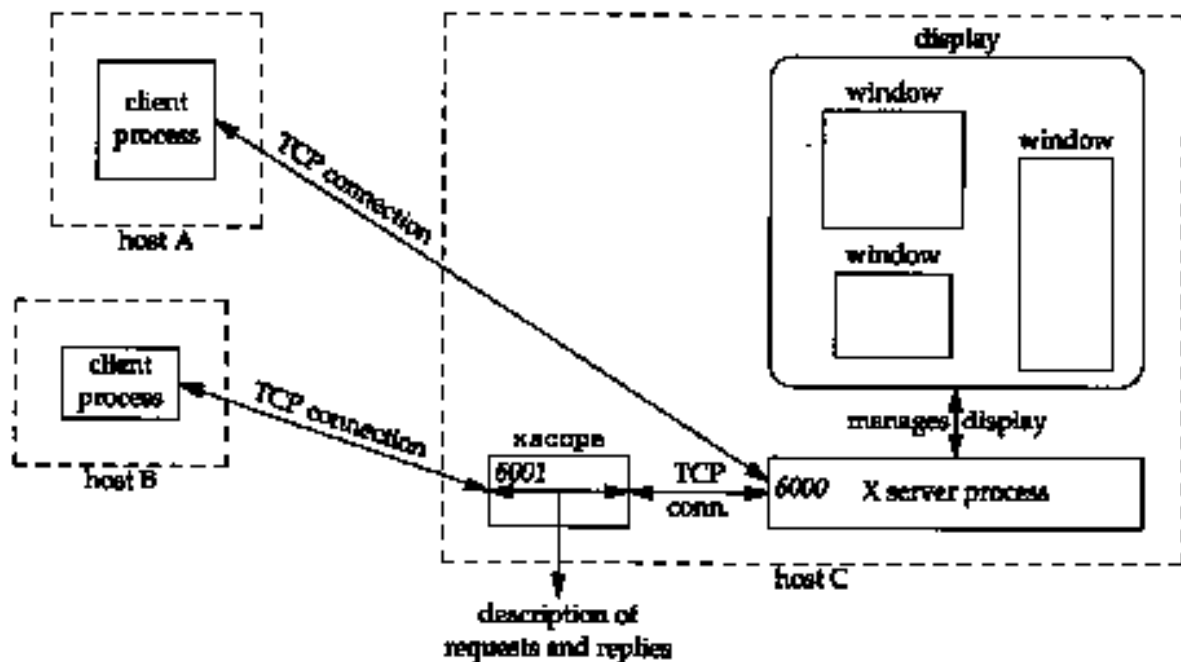 client
process
host A
TCP connection
display
window
window
window
manages display
client
process
host B
TCP connection
xscope
6001
TCP
conn.
6000
X server process
host C
description of
requests and replies